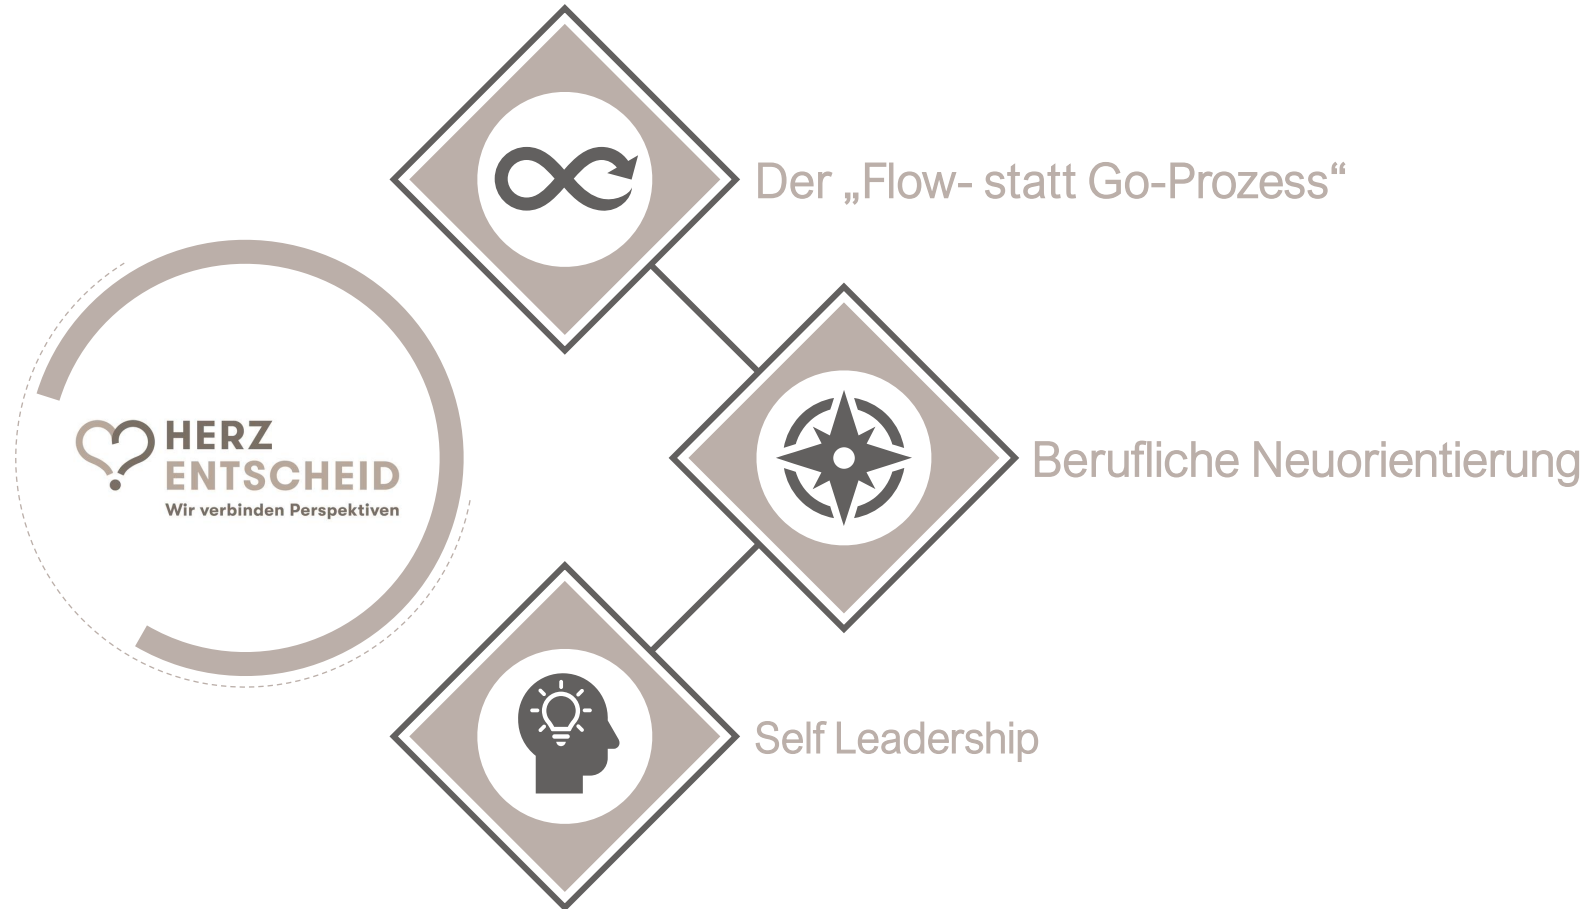 Der „Flow- statt Go-Prozess“
HERZ
ENTSCHEID
Wir verbinden Perspektiven
Berufliche Neuorientierung
Self Leadership